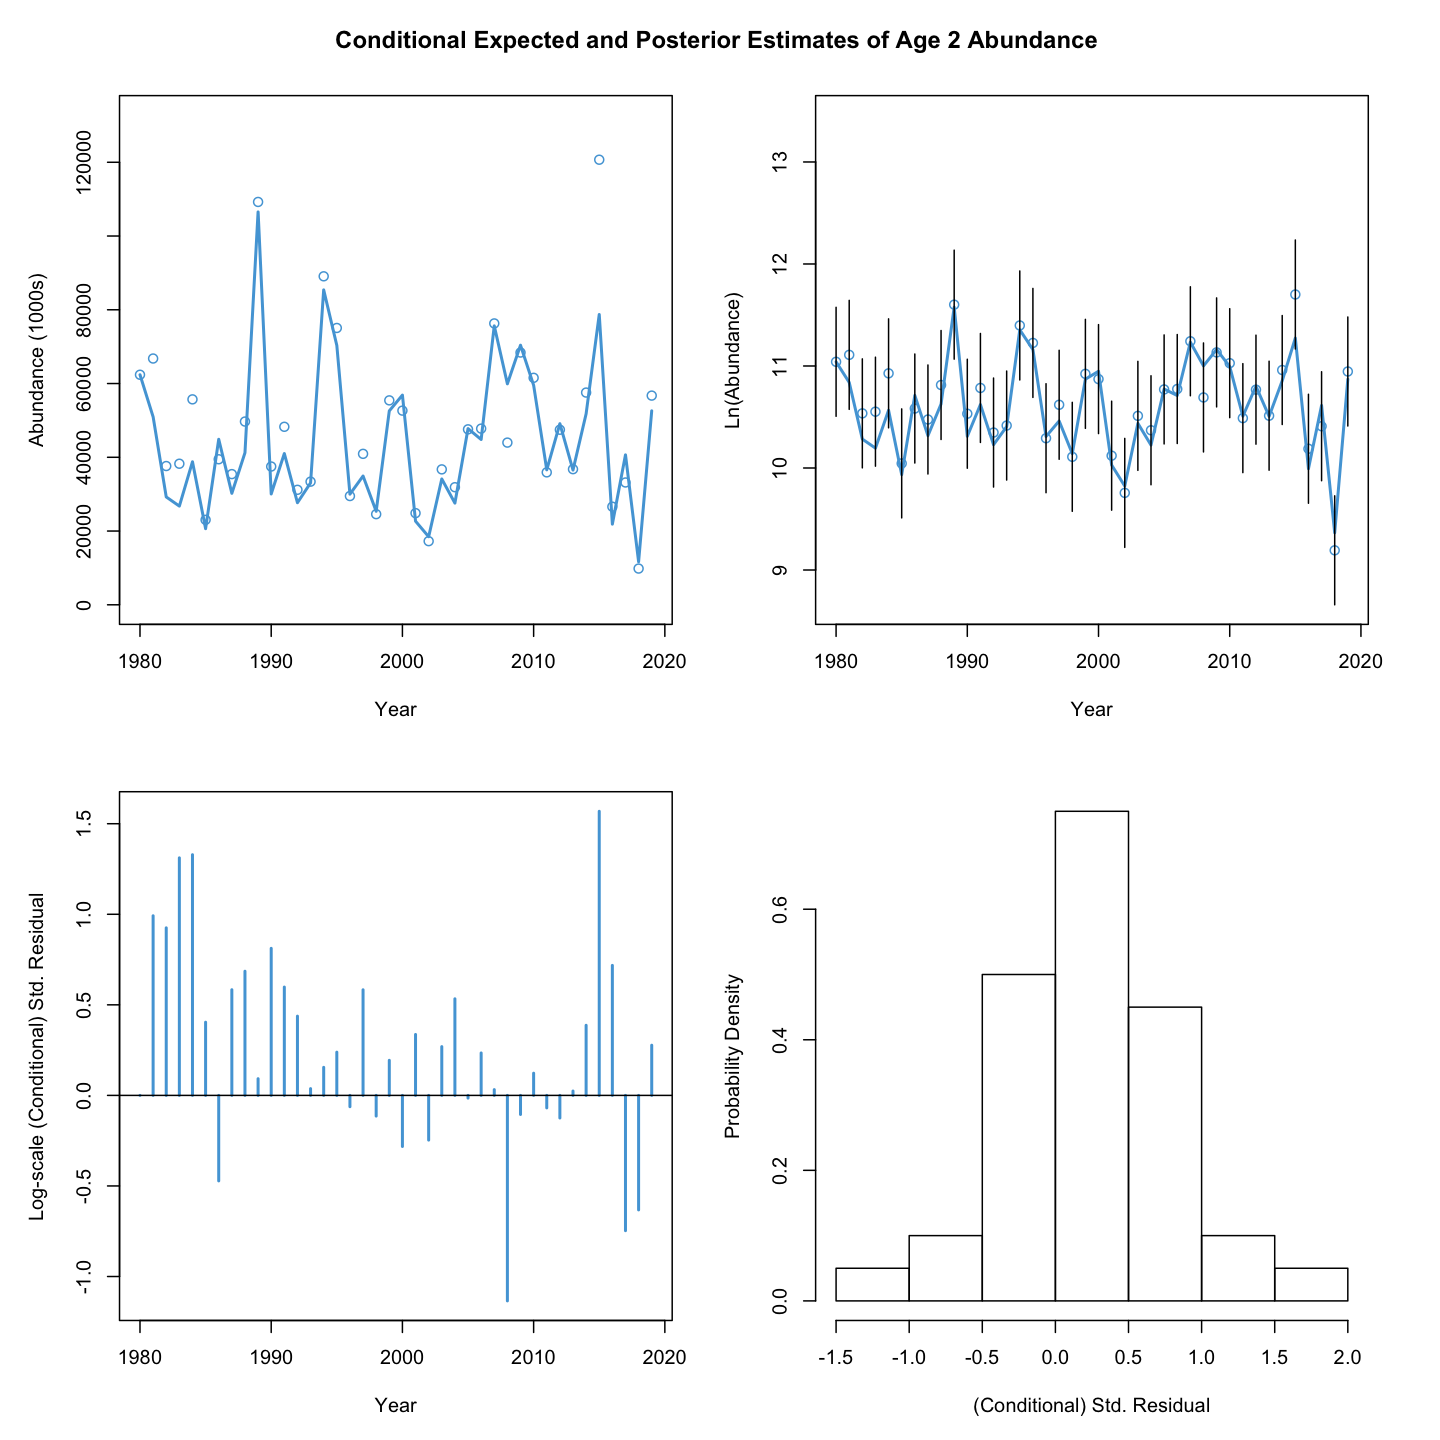 Conditional Expected and Posterior Estimates of Age 2 Abundance
Abundance (1000s)
120000
80000
60000
40000
20000
0
1980 1990 2000 2010 2020
Year
Ln(Abundance)
13
12
11
10
9
1980 1990 2000 2010 2020
Year
Log-scale (Conditional) Std. Residual
1.5
1.0
0.5
0.0
-0.5
-1.0
1980 1990 2000 2010 2020
Year
Probability Density
0.6
0.4
0.2
0.0
-1.5 -1.0 -0.5 0.0 0.5 1.0 1.5 2.0
(Conditional) Std. Residual